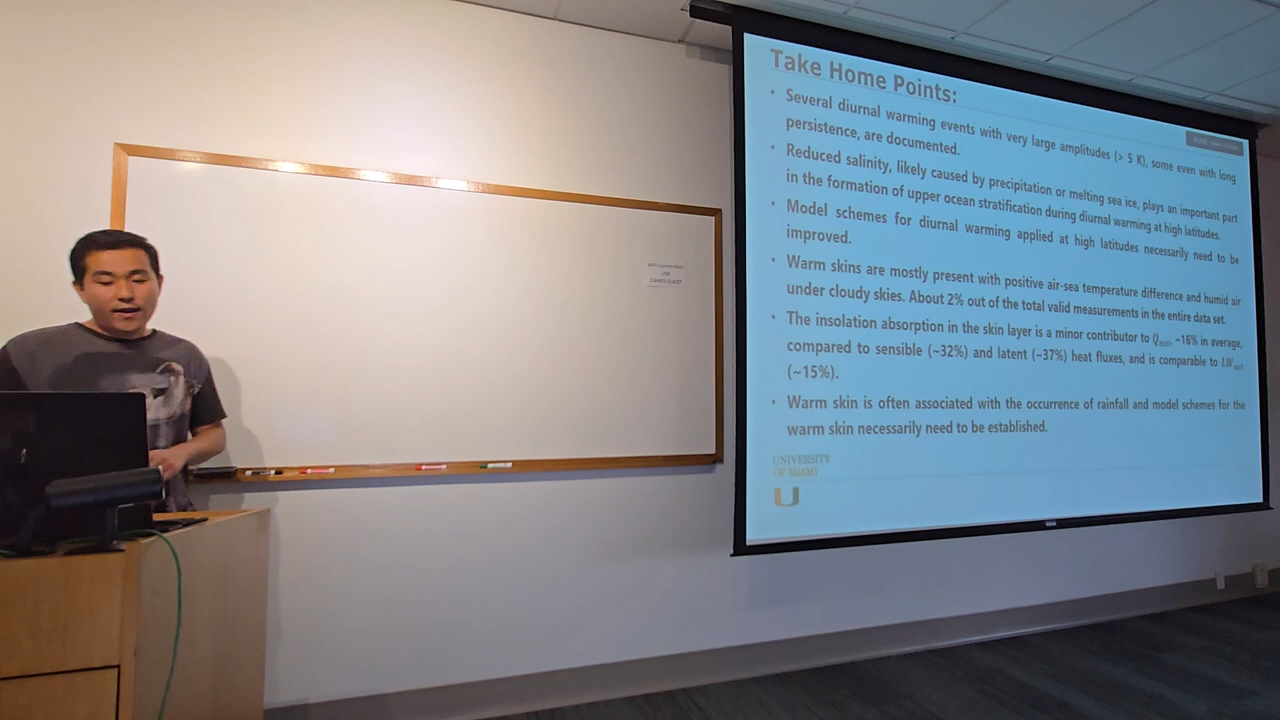 Take Home Points:
• Several diurnal warming events with very large amplitudes (> 5 K), some even with long
persistence, are documented.
• Reduced salinity, likely caused by precipitation or melting sea ice, plays an important part
in the formation of upper ocean stratification during diurnal warming at high latitudes.
• Model schemes for diurnal warming applied at high latitudes necessarily need to be
improved.
• Warm skins are mostly present with positive air-sea temperature difference and humid air
under cloudy skies. About 2% out of the total valid measurements in the entire data set.
• The insolation absorption in the skin layer is a minor contributor to Qnet, ~16% in average,
compared to sensible (~32%) and latent (~37%) heat fluxes, and is comparable to LWnet
(~15%).
• Warm skin is often associated with the occurrence of rainfall and model schemes for the
warm skin necessarily need to be established.
UNIVERSITY
OF MIAMI
U
WiFi connection
USE
CANES GUEST